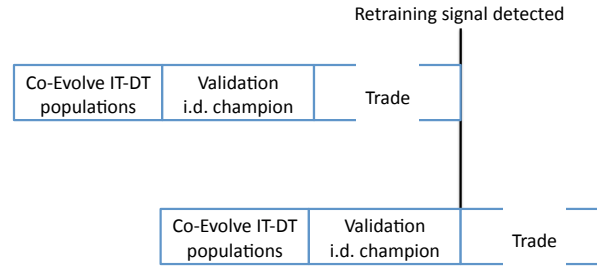 Retraining signal detected
Co-Evolve IT-DT
populations
Validation
i.d. champion
Trade
Co-Evolve IT-DT
populations
Validation
i.d. champion
Trade